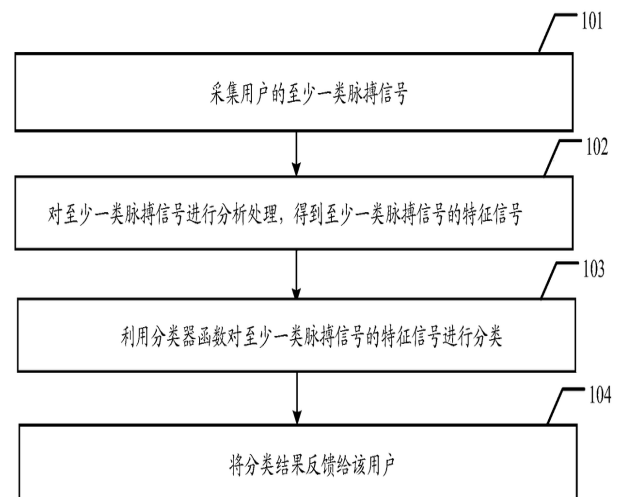 101
采集用户的至少一类脉搏信号
102
对至少一类脉搏信号进行分析处理，得到至少一类脉搏信号的特征信号
103
利用分类器函数对至少一类脉搏信号的特征信号进行分类
104
将分类结果反馈给该用户